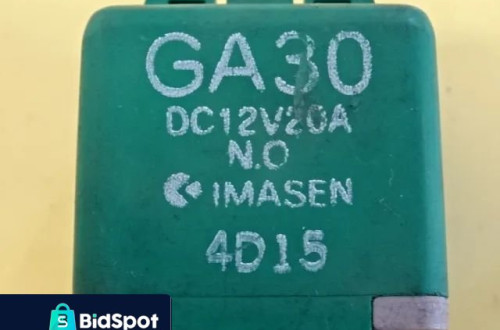 GA30
DC12V20A
N.O
IMASEN
4D15
S
BidSpot